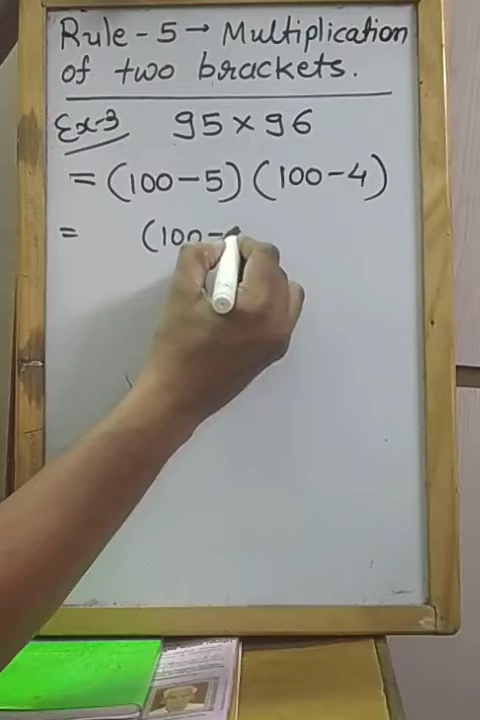 Rule-5→ Multiplication
of two brackets.
Ex-3 95×96
=(100-5)(100-4)
= (100-